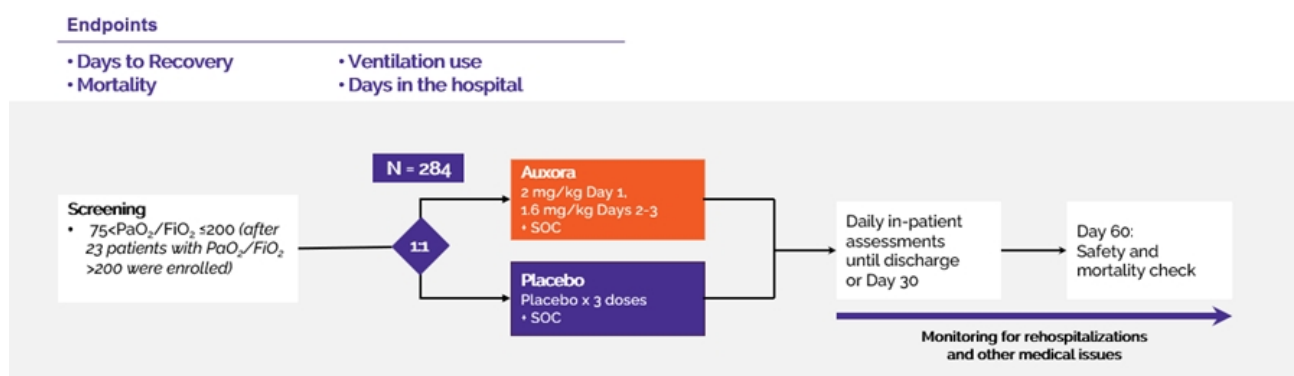 Endpoints
• Days to Recovery
• Mortality
• Ventilation use
• Days in the hospital
N = 284
Screening
• 75<PaO₂/FiO₂ ≤200 (after
23 patients with PaO₂/FiO₂
>200 were enrolled)
1:1
Auxora
2 mg/kg Day 1,
1.6 mg/kg Days 2-3
+ SOC
Placebo
Placebo x 3 doses
+ SOC
Daily in-patient
assessments
until discharge
or Day 30
Day 60:
Safety and
mortality check
Monitoring for rehospitalizations
and other medical issues